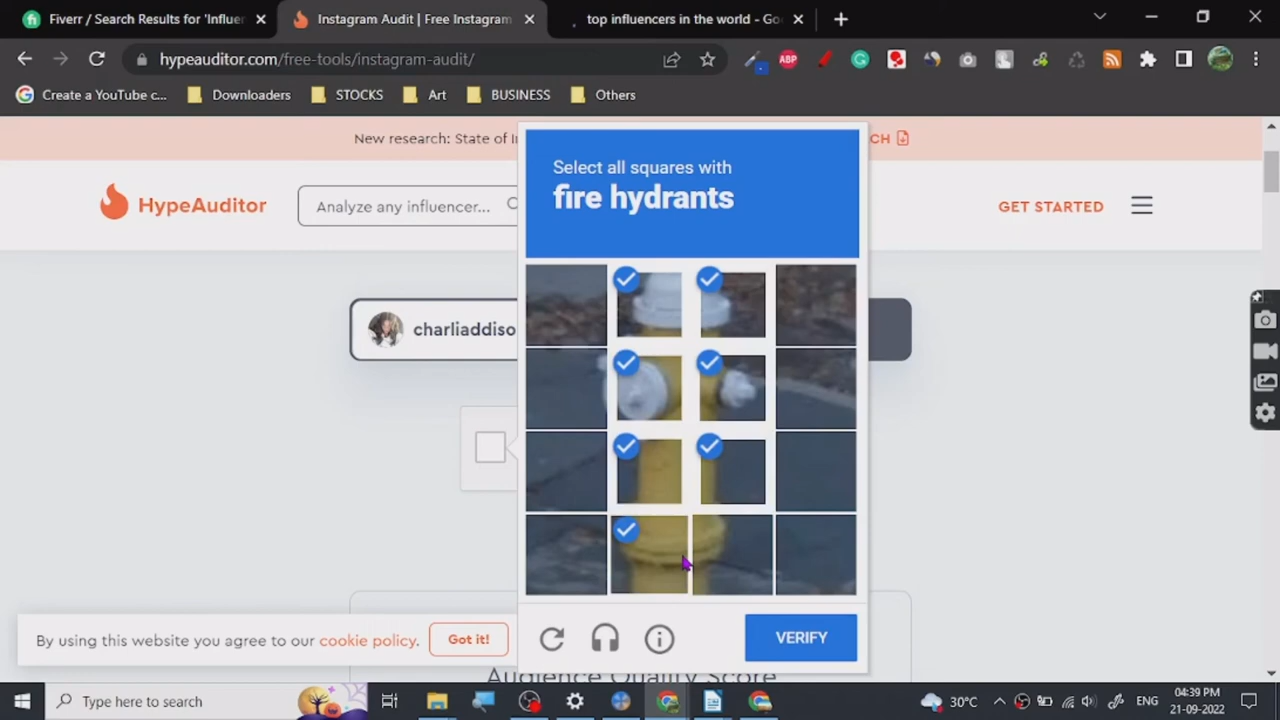 Fiverr / Search Results for 'Influer
Instagram Audit | Free Instagram
top influencers in the world - Go
hypeauditor.com/free-tools/instagram-audit/
ABP
Create a YouTube c...
Downloaders
STOCKS
Art
BUSINESS
Others
New research: State of In
CH
Select all squares with
fire hydrants
HypeAuditor
Analyze any influencer...
GET STARTED
charliaddiso
By using this website you agree to our cookie policy.
Got it!
VERIFY
Audience Quality Score
Type here to search
30°C
ENG
04:39 PM
21-09-2022